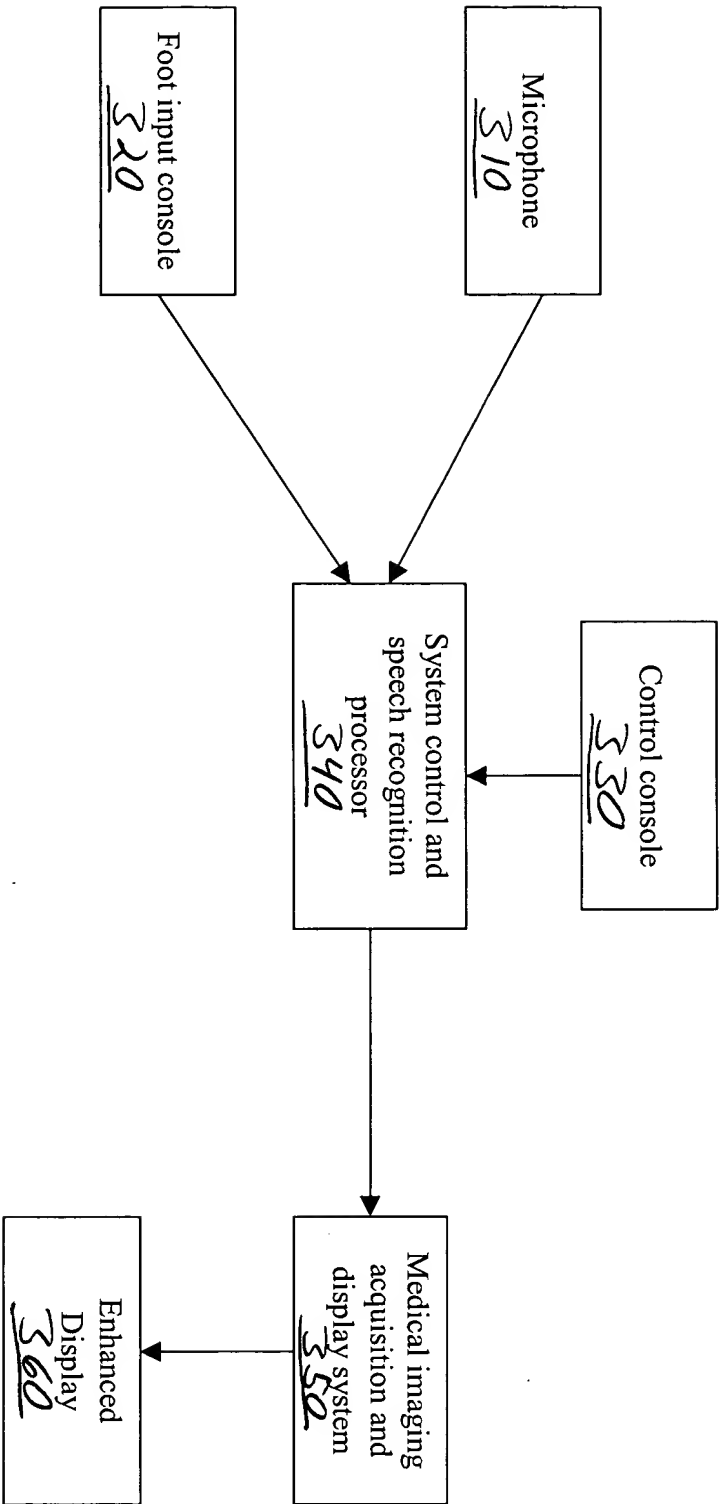 Microphone
310
Foot input console
320
Control console
330
System control and
speech recognition
processor
340
Medical imaging
acquisition and
display system
350
Enhanced
Display
360